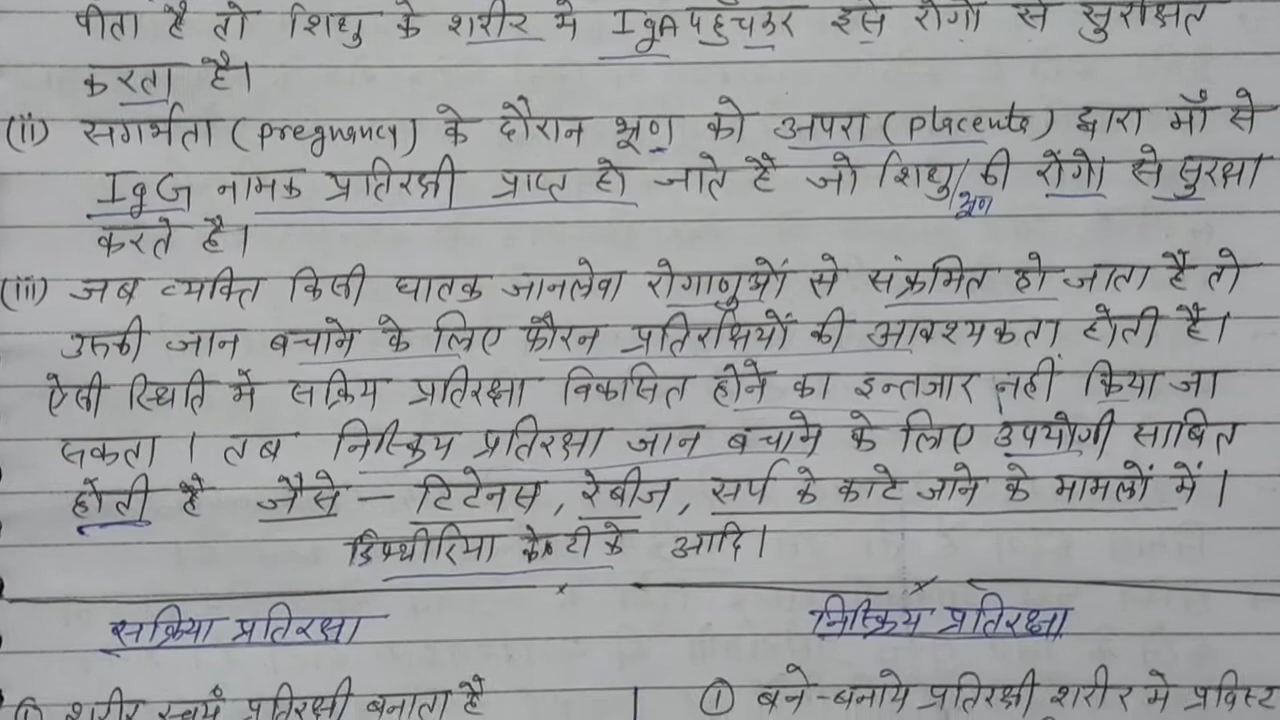 पीता है तो शिशु के शरीर मे IgA पहुचकर इसे रोगो से सुरक्षित
करता है।
(ii) सगर्भता (pregnancy) के दौरान भ्रूण को अपरा (placenta) द्वारा माँ से
IgG नामक प्रतिरक्षी प्राप्त हो जाते है जो शिशु/भ्रूण की रोंगो से सुरक्षा
करते है।
(iii) जब व्यक्ति किसी घातक जानलेवा रोगाणुओं से संक्रमित हो जाता है तो
उसकी जान बचाने के लिए फौरन प्रतिरक्षियों की आवश्यकता होती है।
ऐसी स्थिति में सक्रिय प्रतिरक्षा विकसित होने का इन्तजार नहीं किया जा
सकता । तब निस्क्रिय प्रतिरक्षा जान बचाने के लिए उपयोगी साबित
होती है जैसे – टिटेनस, रेबीज, सर्प के काटे जाने के मामलों में।
डिप्थीरिया के टीके आदि।
सक्रिया प्रतिरक्षा निस्क्रिय प्रतिरक्षा
① शरीर स्वयं प्रतिरक्षी बनाता है ① बने-बनाये प्रतिरक्षी शरीर मे प्रविस्ट